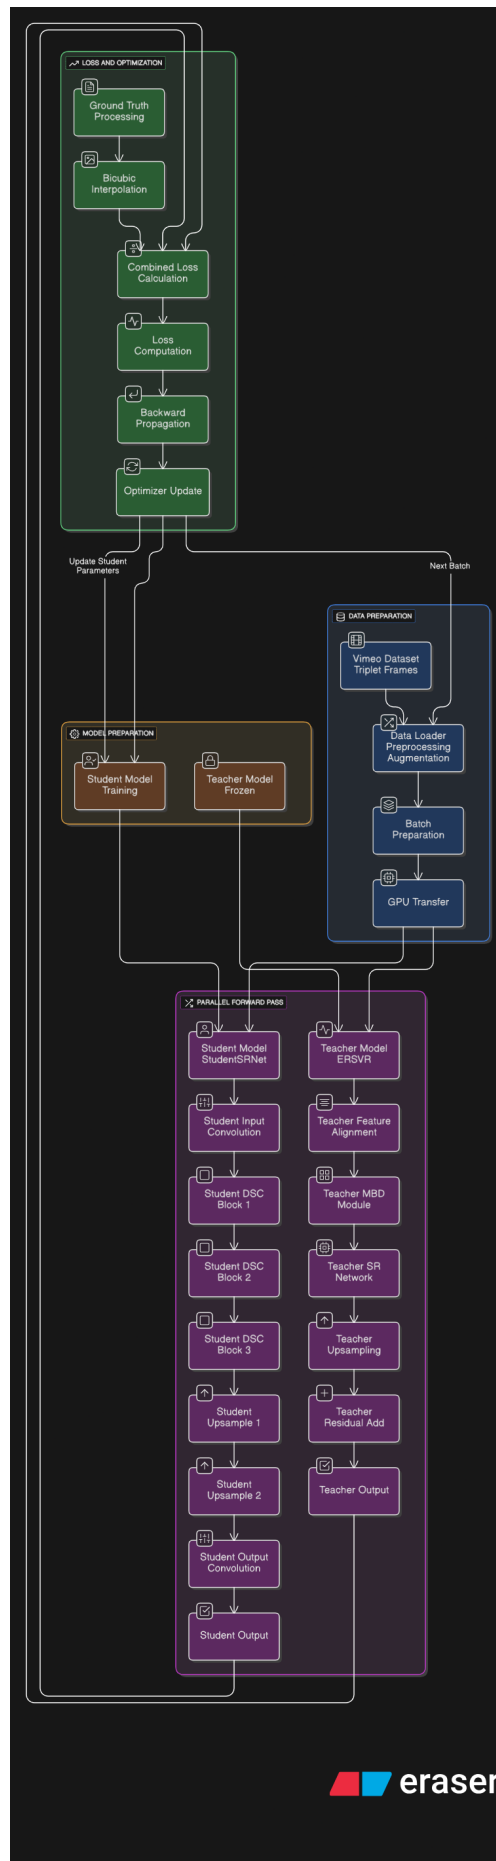 LOSS AND OPTIMIZATION
Ground Truth
Processing
Bicubic
Interpolation
Combined Loss
Calculation
Loss
Computation
Backward
Propagation
Optimizer Update
Update Student
Parameters
Next Batch
DATA PREPARATION
Vimeo Dataset
Triplet Frames
Data Loader
Preprocessing
Augmentation
Batch
Preparation
GPU Transfer
MODEL PREPARATION
Student Model
Training
Teacher Model
Frozen
PARALLEL FORWARD PASS
Student Model
StudentSRNet
Student Input
Convolution
Student DSC
Block 1
Student DSC
Block 2
Student DSC
Block 3
Student
Upsample 1
Student
Upsample 2
Student Output
Convolution
Student Output
Teacher Model
ERSVR
Teacher Feature
Alignment
Teacher MBD
Module
Teacher SR
Network
Teacher
Upsampling
Teacher
Residual Add
Teacher Output
eraser